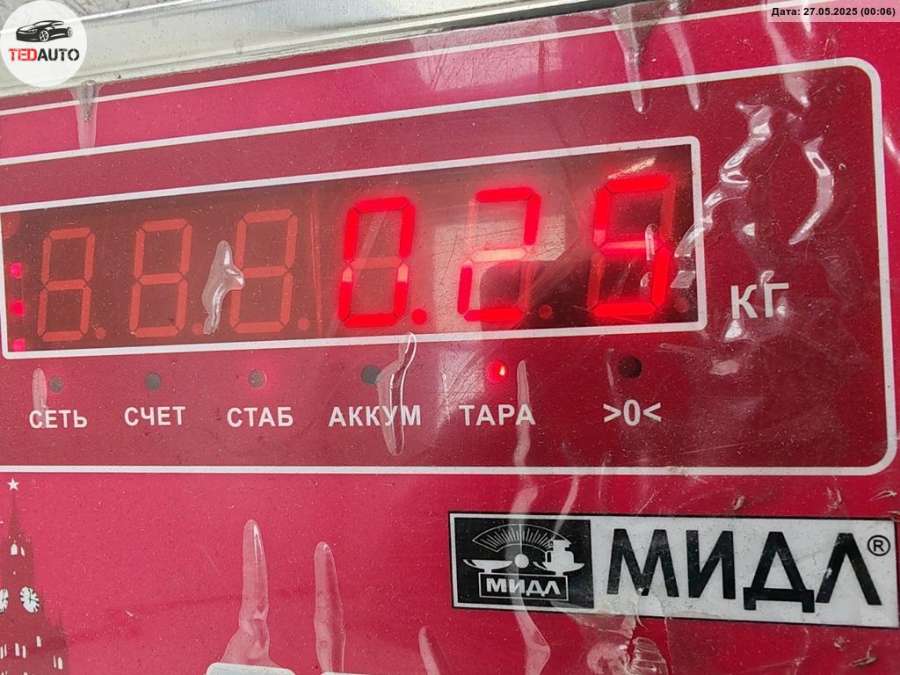 Дата: 27.05.2025 (00:06)
TEDAUTO
0.25
КГ
СЕТЬ СЧЕТ СТАБ АККУМ ТАРА >0<
МИДЛ МИДЛ®